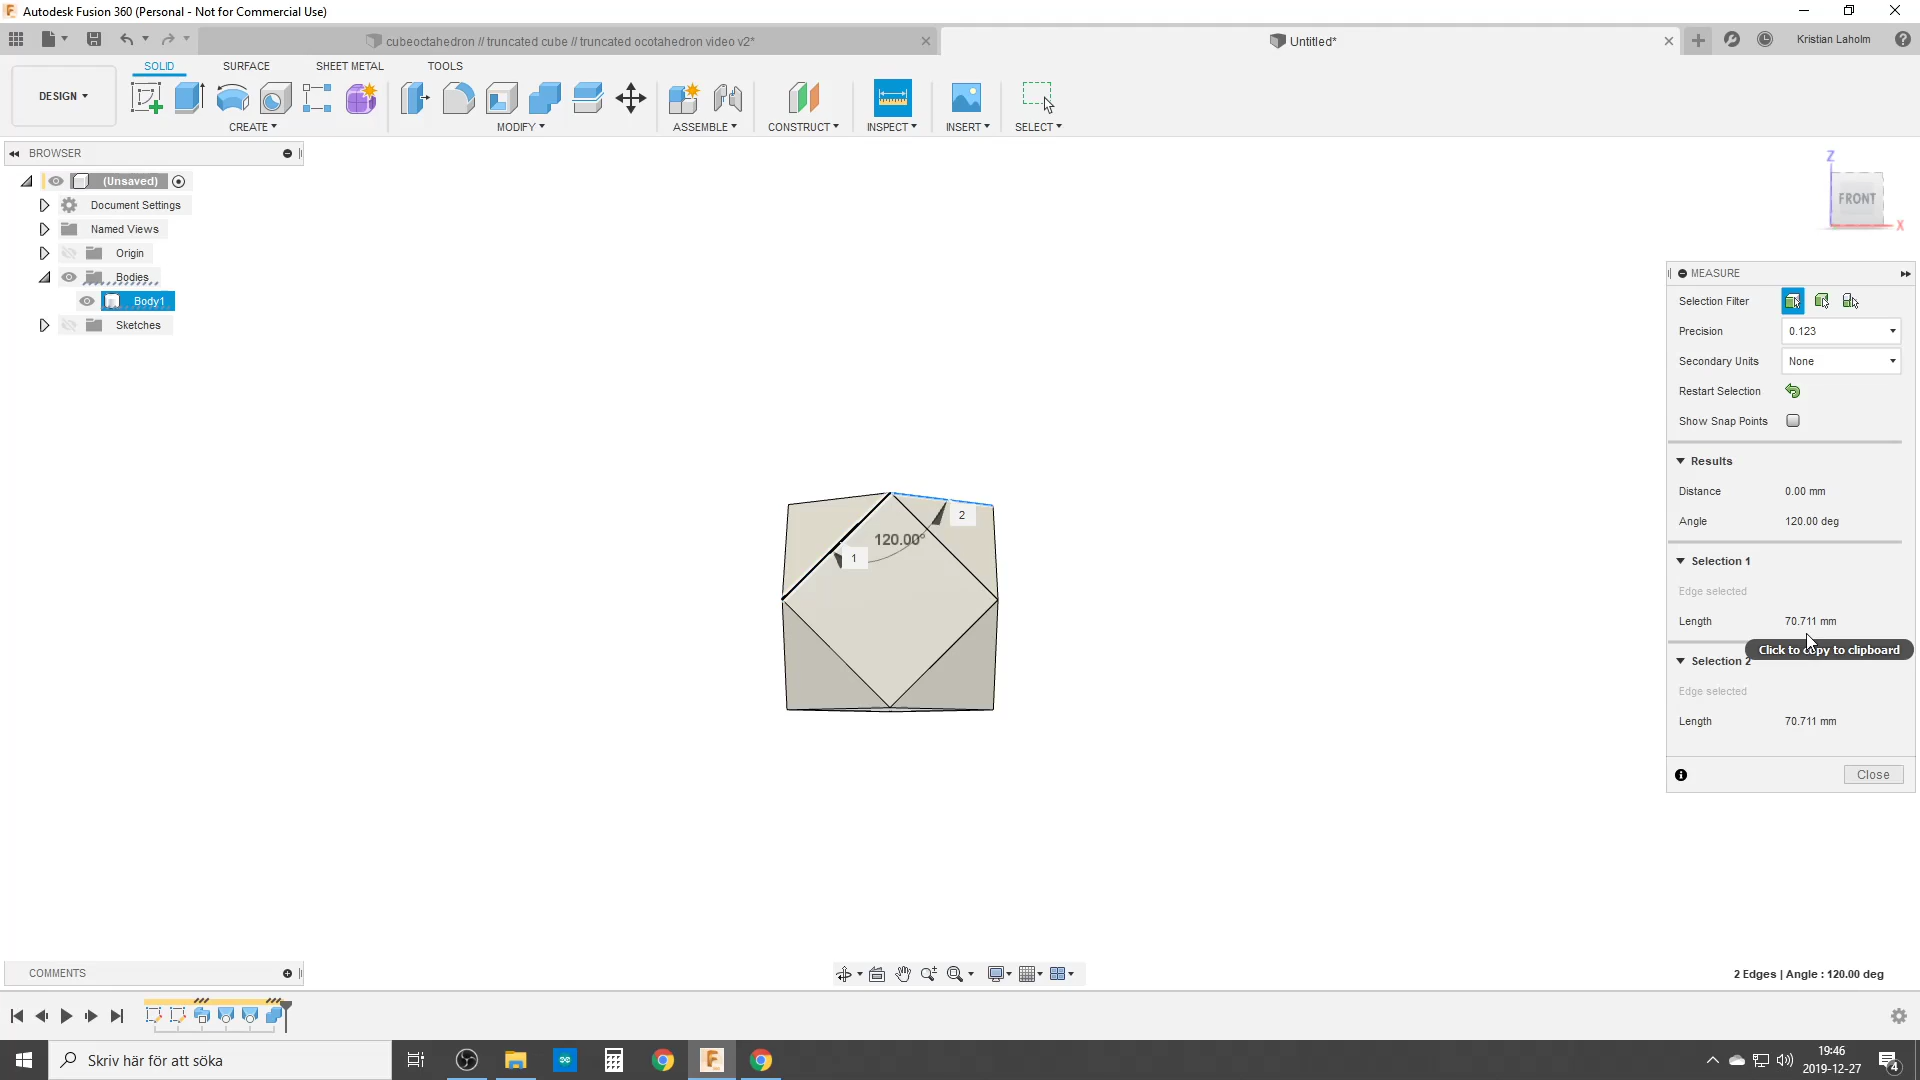 Autodesk Fusion 360 (Personal - Not for Commercial Use)
cubeoctahedron // truncated cube // truncated ocotahedron video v2*
Untitled*
Kristian Laholm
SOLID
SURFACE
SHEET METAL
TOOLS
DESIGN
CREATE
MODIFY
ASSEMBLE
CONSTRUCT
INSPECT
INSERT
SELECT
BROWSER
(Unsaved)
Document Settings
Named Views
Origin
Bodies
Body1
Sketches
Z
FRONT
X
MEASURE
Selection Filter
Precision 0.123
Secondary Units None
Restart Selection
Show Snap Points
Results
Distance 0.00 mm
Angle 120.00 deg
Selection 1
Edge selected
Length 70.711 mm
Click to copy to clipboard
Selection 2
Edge selected
Length 70.711 mm
Close
2
120.00°
1
COMMENTS
2 Edges | Angle : 120.00 deg
Skriv här för att söka
19:46
2019-12-27
4